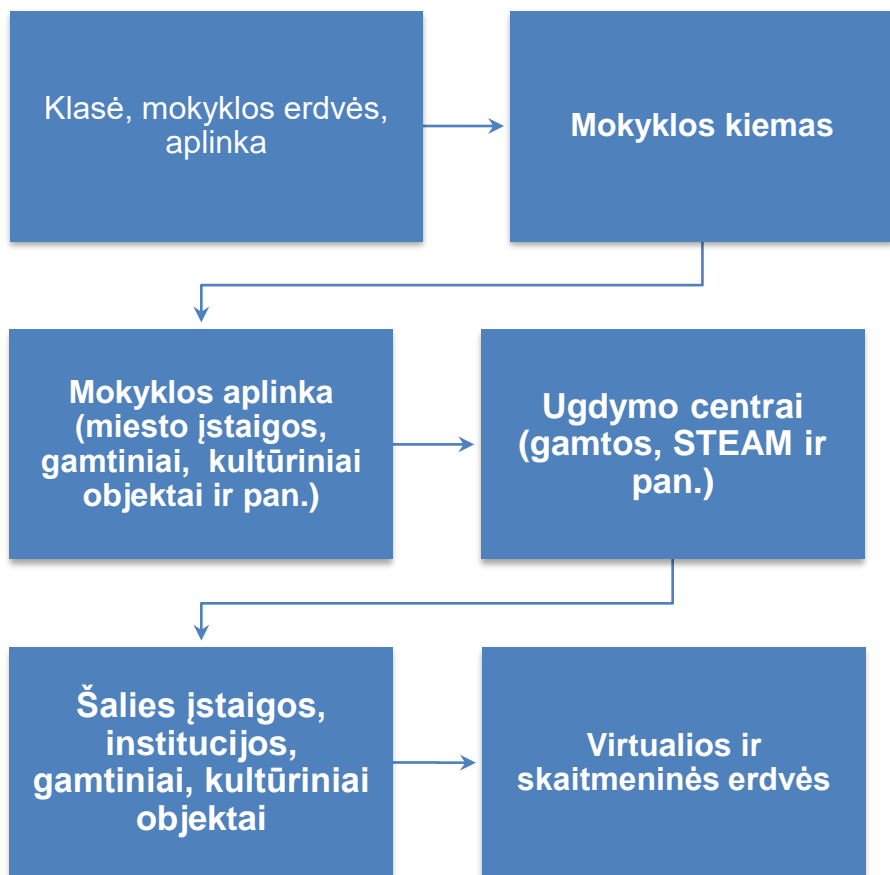 Klasė, mokyklos erdvės,
aplinka
Mokyklos kiemas
Mokyklos aplinka
(miesto įstaigos,
gamtiniai, kultūriniai
objektai ir pan.)
Ugdymo centrai
(gamtos, STEAM ir
pan.)
Šalies įstaigos,
institucijos,
gamtiniai, kultūriniai
objektai
Virtualios ir
skaitmeninės erdvės